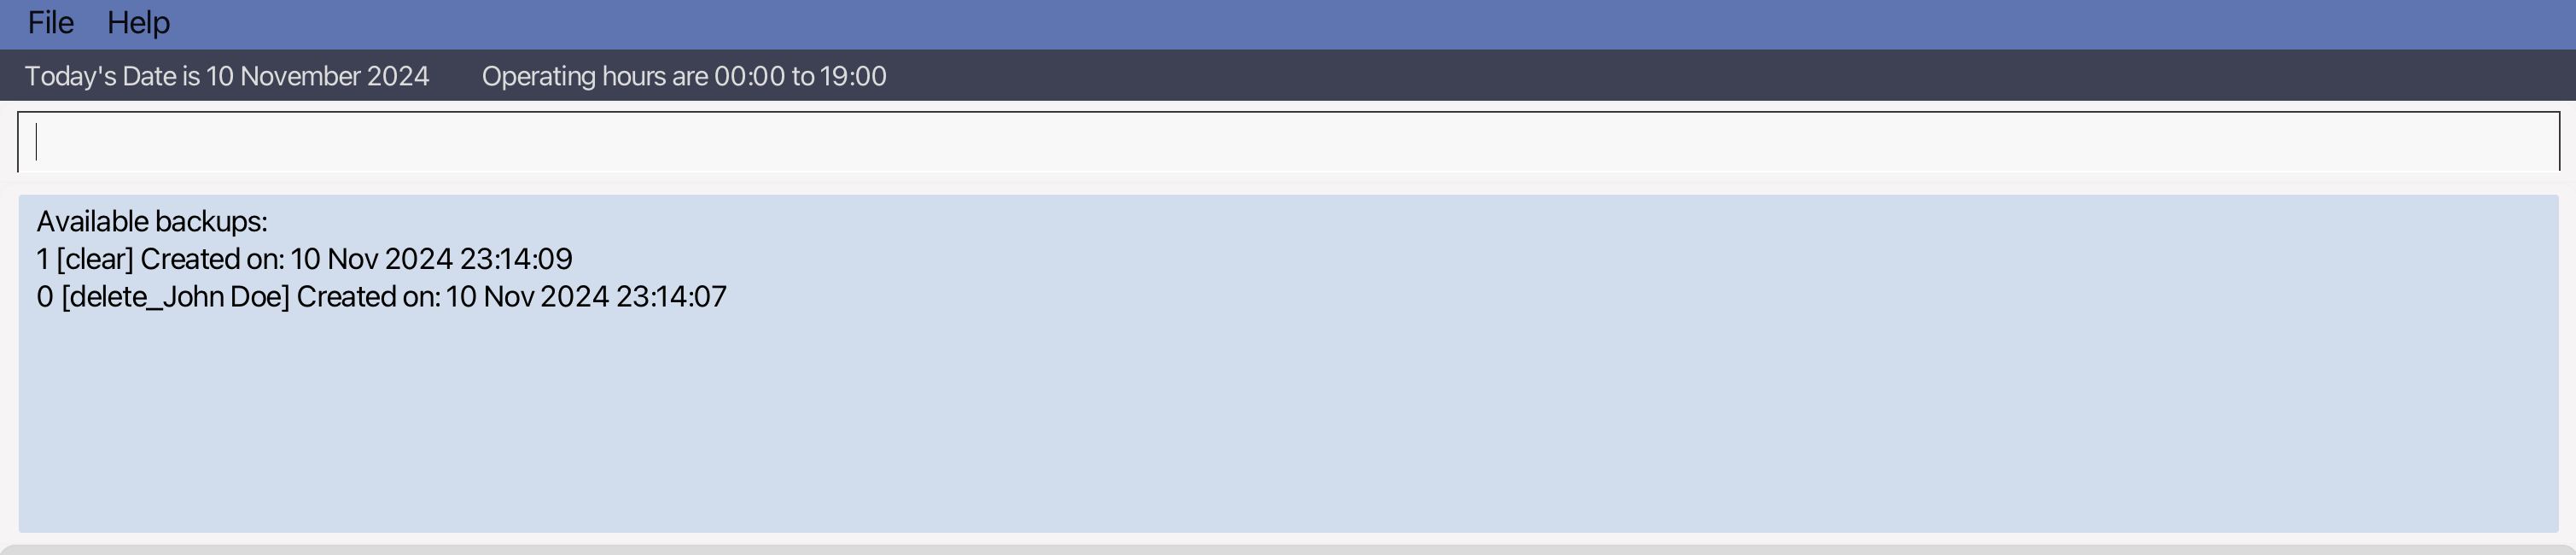 File Help
Today's Date is 10 November 2024 Operating hours are 00:00 to 19:00
Available backups:
1 [clear] Created on: 10 Nov 2024 23:14:09
0 [delete_John Doe] Created on: 10 Nov 2024 23:14:07